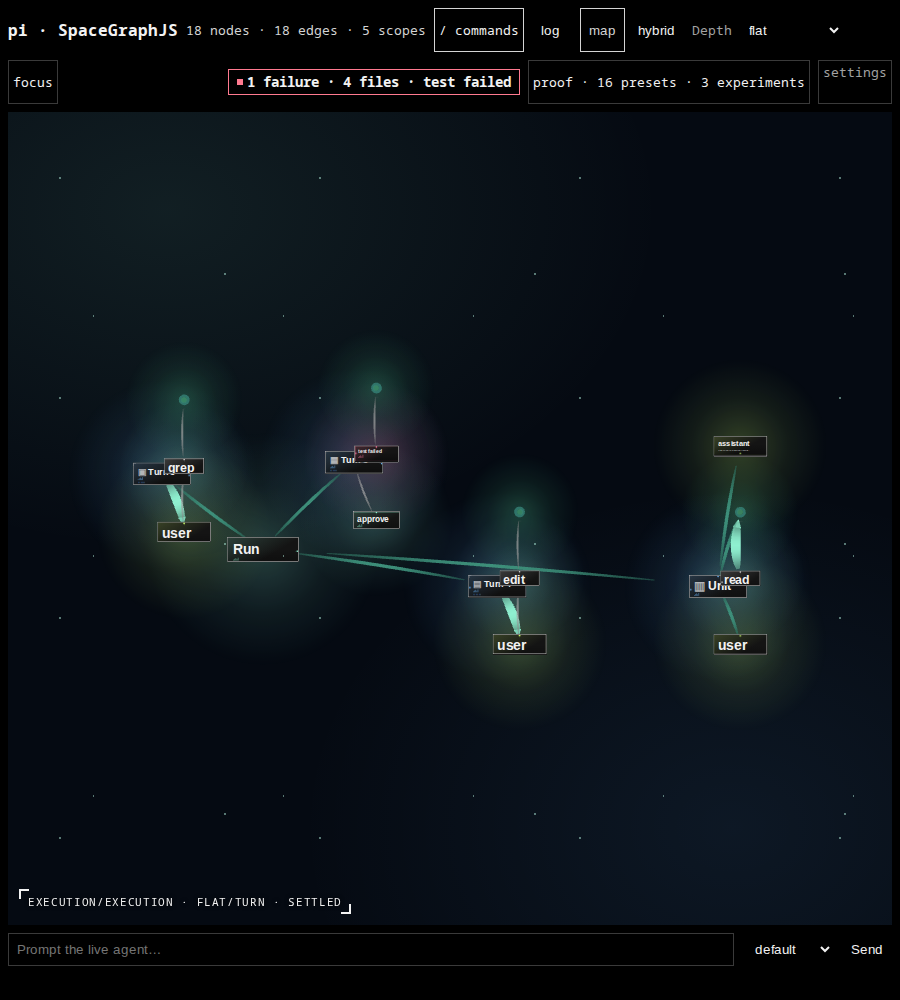 pi · SpaceGraphJS 18 nodes · 18 edges · 5 scopes / commands log map hybrid Depth flat
focus 1 failure · 4 files · test failed proof · 16 presets · 3 experiments settings
assistant
test failed
grep
approve
user
Run
edit
read
user
user
user
EXECUTION/EXECUTION · FLAT/TURN · SETTLED
Prompt the live agent… default Send